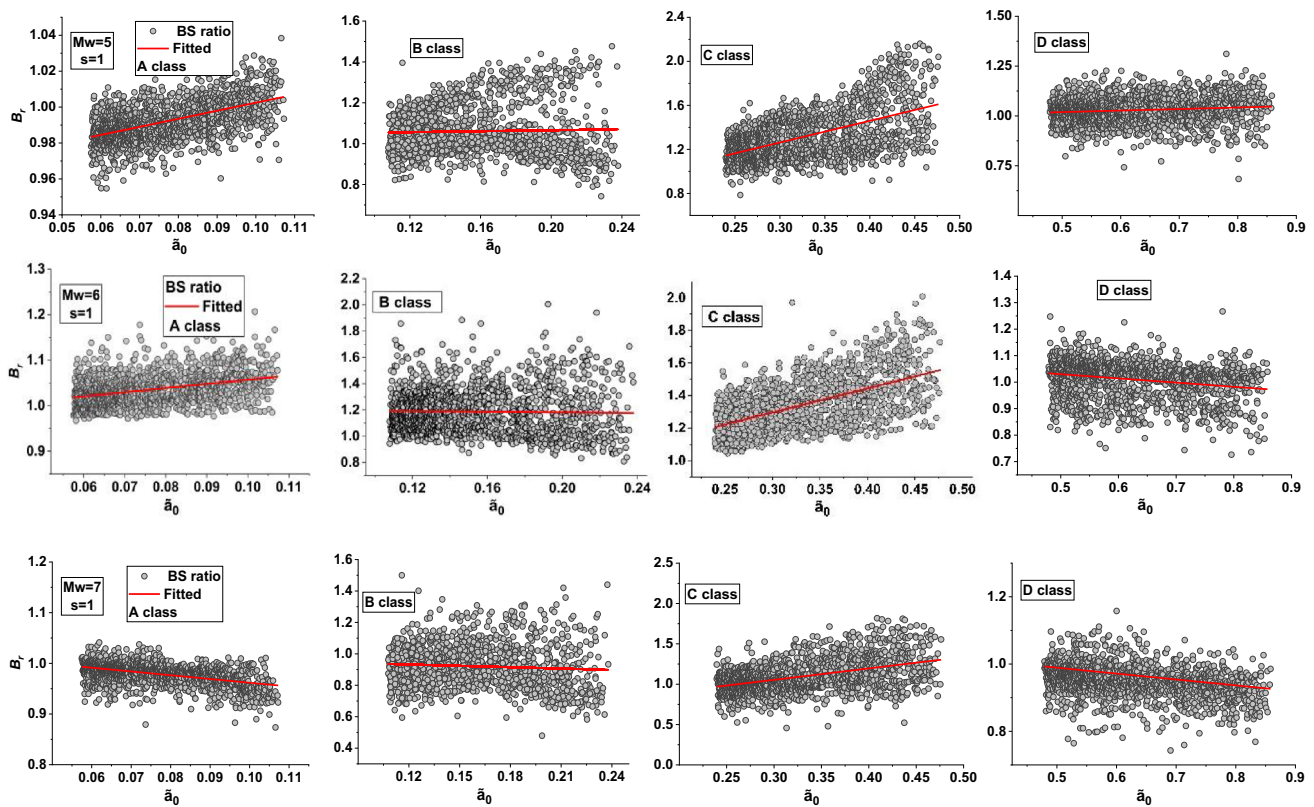 Mw=5
s=1
BS ratio
Fitted
A class
B_r
1.04
1.02
1.00
0.98
0.96
0.94
0.05 0.06 0.07 0.08 0.09 0.10 0.11
ã₀
B class
1.6
1.4
1.2
1.0
0.8
0.12 0.16 0.20 0.24
ã₀
C class
2.4
2.0
1.6
1.2
0.8
0.25 0.30 0.35 0.40 0.45 0.50
ã₀
D class
1.50
1.25
1.00
0.75
0.5 0.6 0.7 0.8 0.9
ã₀
Mw=6
s=1
BS ratio
Fitted
A class
B_r
1.3
1.2
1.1
1.0
0.9
0.06 0.07 0.08 0.09 0.10 0.11
ã₀
B class
2.2
2.0
1.8
1.6
1.4
1.2
1.0
0.8
0.12 0.16 0.20 0.24
ã₀
C class
2.0
1.8
1.6
1.4
1.2
1.0
0.25 0.30 0.35 0.40 0.45 0.50
ã₀
D class
1.4
1.3
1.2
1.1
1.0
0.9
0.8
0.7
0.5 0.6 0.7 0.8 0.9
ã₀
Mw=7
s=1
BS ratio
Fitted
A class
B_r
1.2
1.1
1.0
0.9
0.8
0.06 0.07 0.08 0.09 0.10 0.11
ã₀
B class
1.6
1.4
1.2
1.0
0.8
0.6
0.4
0.12 0.15 0.18 0.21 0.24
ã₀
C class
2.5
2.0
1.5
1.0
0.5
0.0
0.25 0.30 0.35 0.40 0.45 0.50
ã₀
D class
1.2
1.0
0.8
0.5 0.6 0.7 0.8 0.9
ã₀